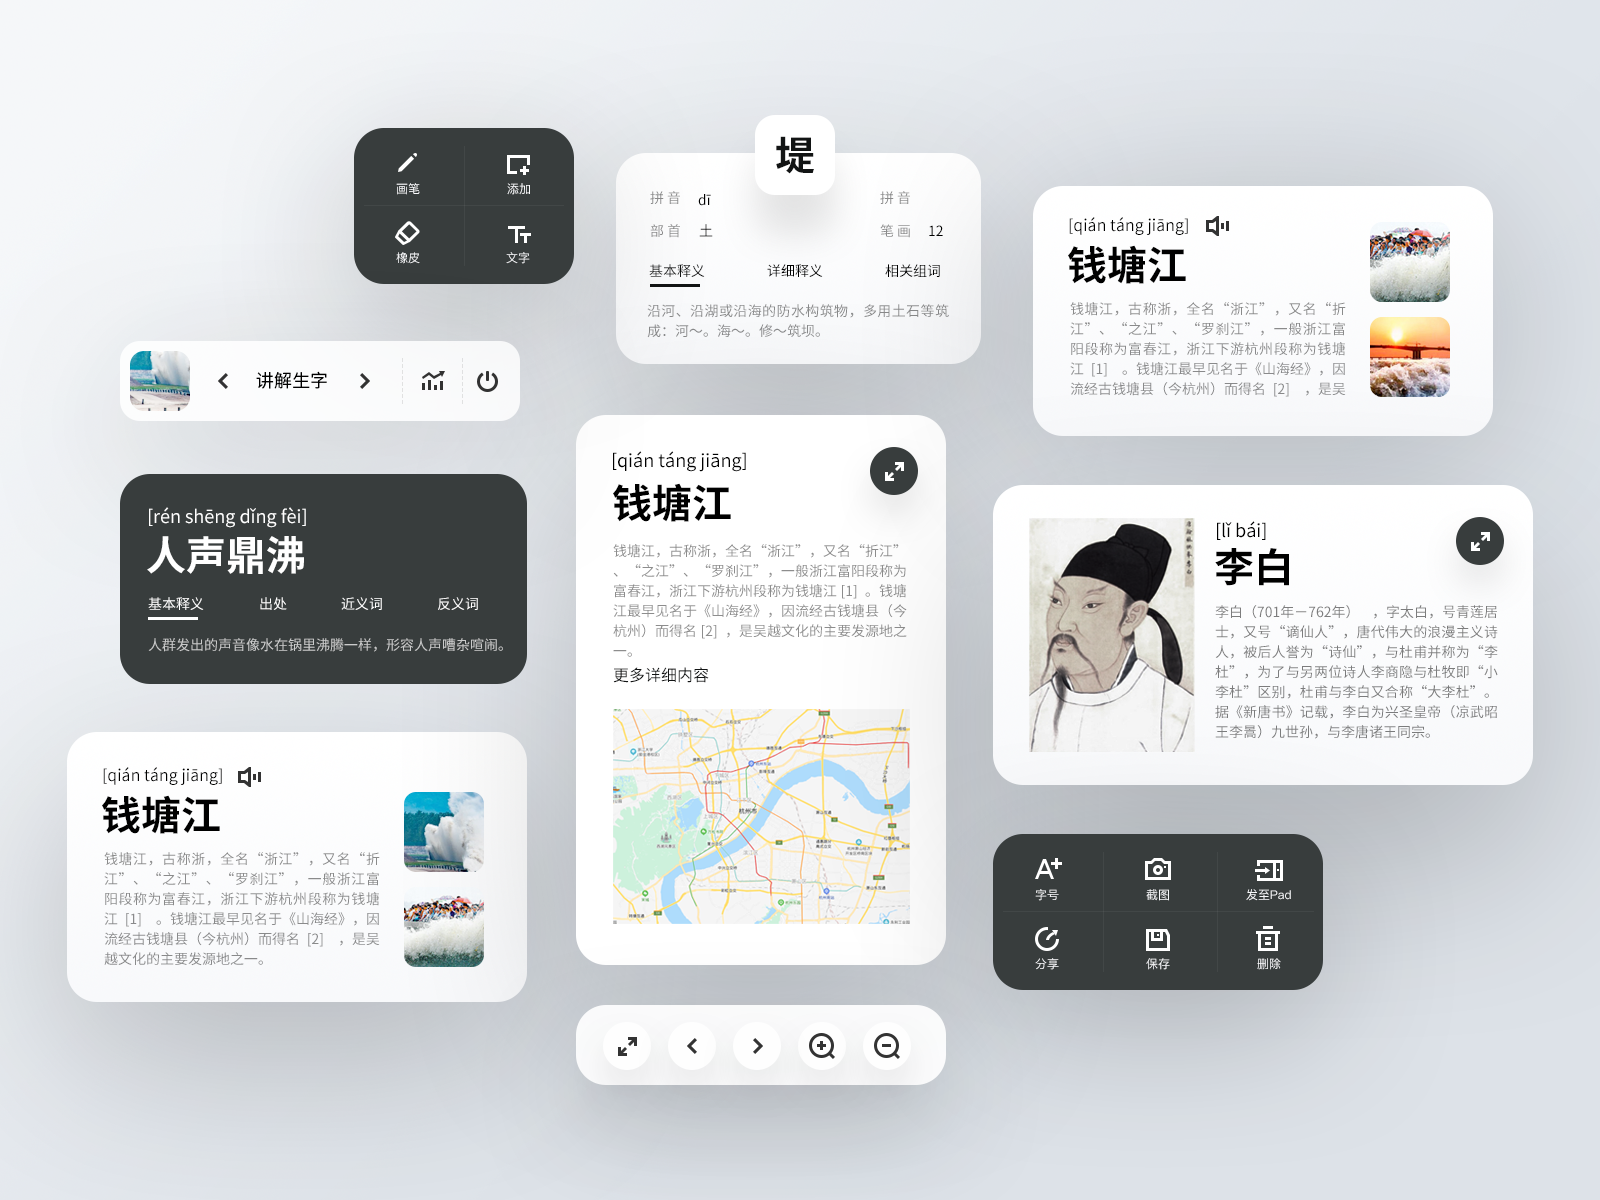 画笔
添加
橡皮
文字
堤
拼音 dī
拼音
部首 土
笔画 12
基本释义
详细释义
相关组词
沿河、沿湖或沿海的防水构筑物，多用土石等筑
成：河～。海～。修～筑坝。
[qián táng jiāng]
钱塘江
钱塘江，古称浙，全名“浙江”，又名“折
江”、“之江”、“罗刹江”，一般浙江富
阳段称为富春江，浙江下游杭州段称为钱塘
江 [1] 。钱塘江最早见名于《山海经》，因
流经古钱塘县（今杭州）而得名 [2] ，是吴
讲解生字
[rén shēng dǐng fèi]
人声鼎沸
基本释义
出处
近义词
反义词
人群发出的声音像水在锅里沸腾一样，形容人声嘈杂喧闹。
[qián táng jiāng]
钱塘江
钱塘江，古称浙，全名“浙江”，又名“折江”
、“之江”、“罗刹江”，一般浙江富阳段称为
富春江，浙江下游杭州段称为钱塘江 [1] 。钱塘
江最早见名于《山海经》，因流经古钱塘县（今
杭州）而得名 [2] ，是吴越文化的主要发源地之
一。
更多详细内容
杭州市
[lǐ bái]
李白
李白（701年－762年） ，字太白，号青莲居
士，又号“谪仙人”，唐代伟大的浪漫主义诗
人，被后人誉为“诗仙”，与杜甫并称为“李
杜”，为了与另两位诗人李商隐与杜牧即“小
李杜”区别，杜甫与李白又合称“大李杜”。
据《新唐书》记载，李白为兴圣皇帝（凉武昭
王李暠）九世孙，与李唐诸王同宗。
[qián táng jiāng]
钱塘江
钱塘江，古称浙，全名“浙江”，又名“折
江”、“之江”、“罗刹江”，一般浙江富
阳段称为富春江，浙江下游杭州段称为钱塘
江 [1] 。钱塘江最早见名于《山海经》，因
流经古钱塘县（今杭州）而得名 [2] ，是吴
越文化的主要发源地之一。
字号
截图
发至Pad
分享
保存
删除